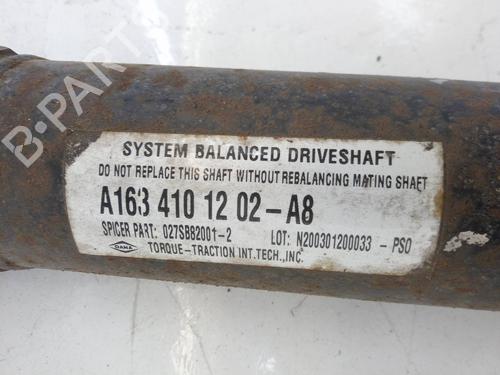 B-PARTS
SYSTEM BALANCED DRIVESHAFT
DO NOT REPLACE THIS SHAFT WITHOUT REBALANCING MATING SHAFT
A163 410 12 02-A8
SPICER PART: 027SB82001-2 LOT: N200301200033 - PSO
DANA TORQUE-TRACTION INT.TECH.,INC.